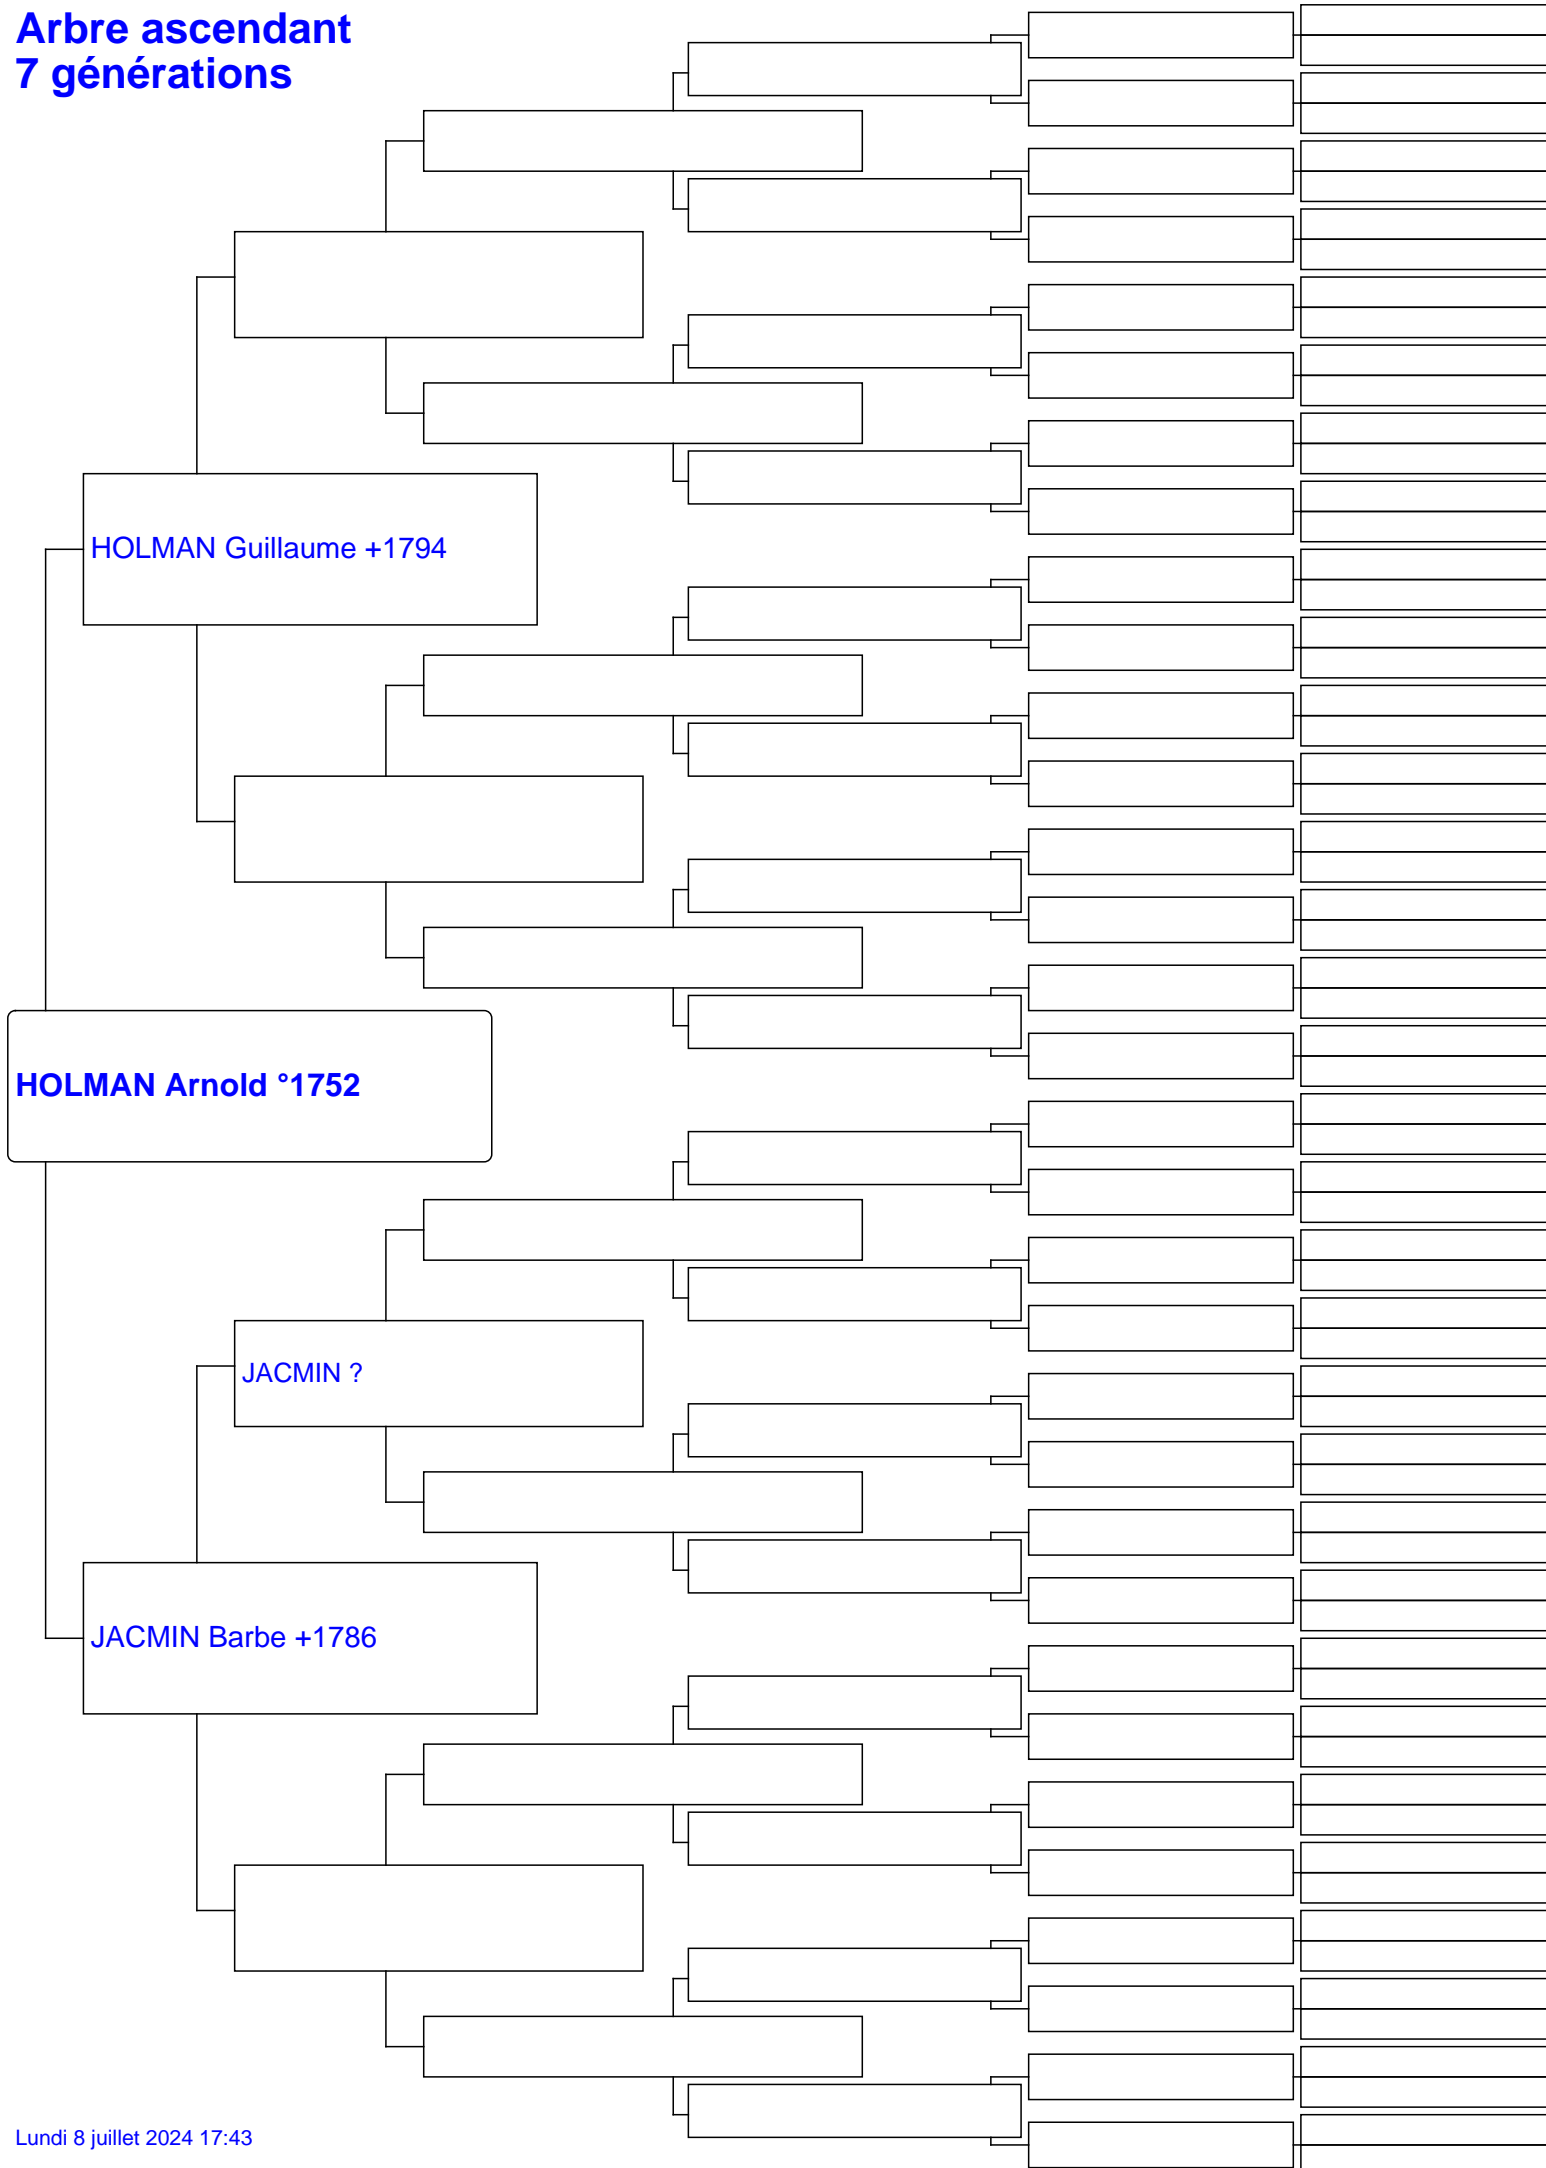 Arbre ascendant
7 générations
HOLMAN Guillaume +1794
HOLMAN Arnold °1752
JACMIN ?
JACMIN Barbe +1786
Lundi 8 juillet 2024 17:43